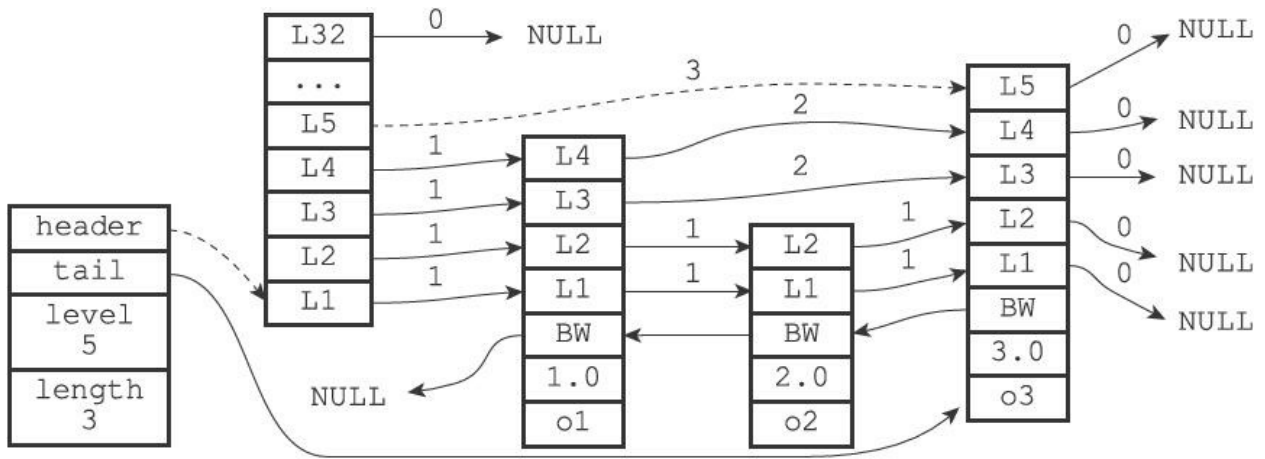 L32
0
NULL
...
L5
3
L4
1
L3
1
L2
1
L1
1
header
tail
level
5
length
3
NULL
L4
2
L3
2
L2
1
L1
1
BW
1.0
o1
L2
1
L1
1
BW
2.0
o2
L5
0
NULL
L4
0
NULL
L3
0
NULL
L2
0
NULL
L1
0
NULL
BW
3.0
o3